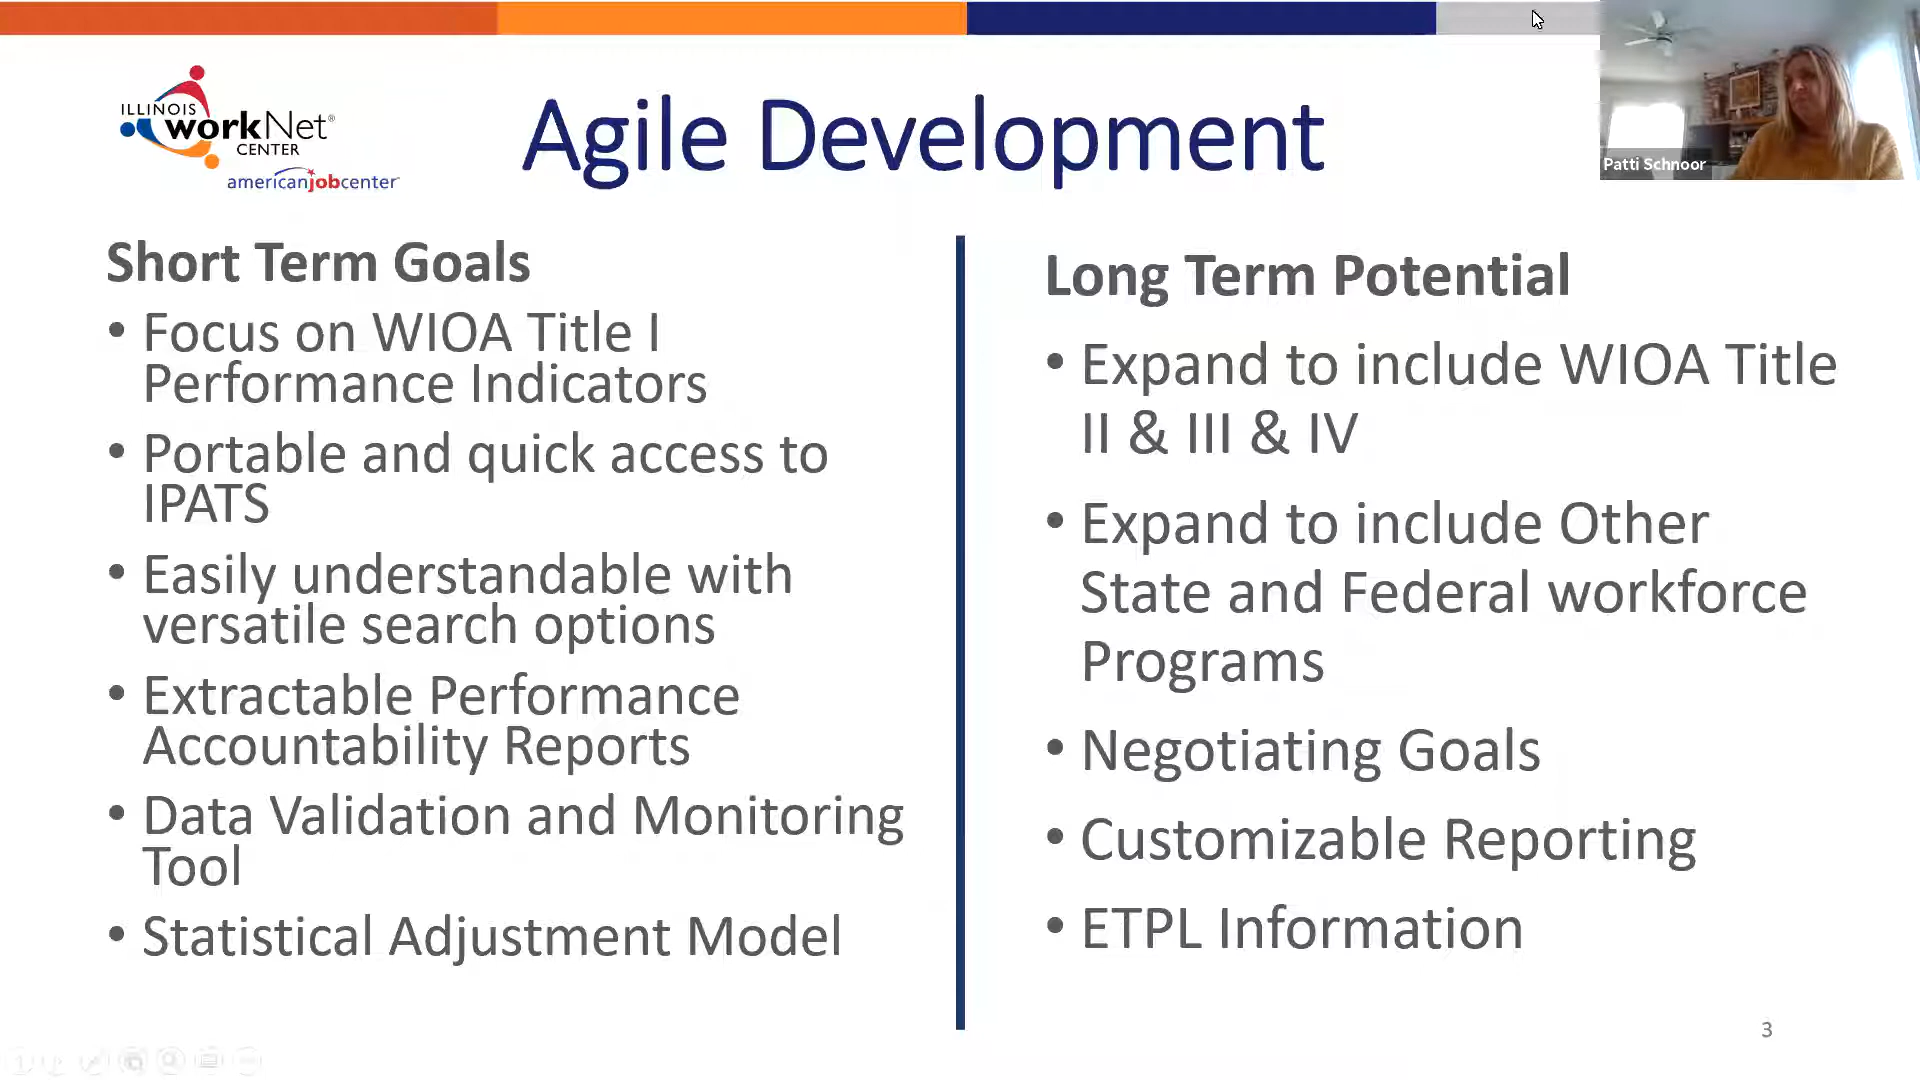 ILLINOIS
workNet®
CENTER
americanjobcenter
Agile Development
Patti Schnoor
Short Term Goals
• Focus on WIOA Title I
Performance Indicators
• Portable and quick access to
IPATS
• Easily understandable with
versatile search options
• Extractable Performance
Accountability Reports
• Data Validation and Monitoring
Tool
• Statistical Adjustment Model
Long Term Potential
• Expand to include WIOA Title
II & III & IV
• Expand to include Other
State and Federal workforce
Programs
• Negotiating Goals
• Customizable Reporting
• ETPL Information
3